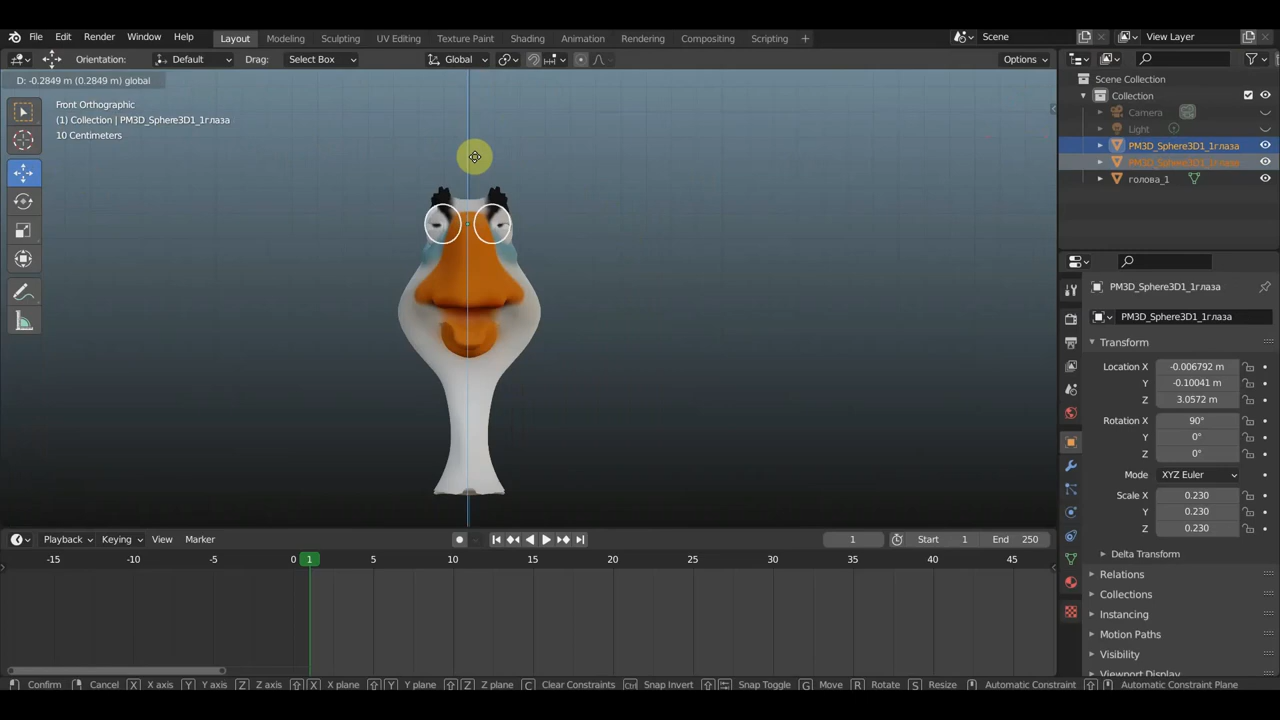 File Edit Render Window Help Layout Modeling Sculpting UV Editing Texture Paint Shading Animation Rendering Compositing Scripting + Scene View Layer
Orientation: Default Drag: Select Box Global Options
D: -0.2849 m (0.2849 m) global
Front Orthographic
(1) Collection | PM3D_Sphere3D1_1глаза
10 Centimeters
Scene Collection
Collection
Camera
Light
PM3D_Sphere3D1_1глаза
PM3D_Sphere3D1_1глаза
голова_1
PM3D_Sphere3D1_1глаза
PM3D_Sphere3D1_1глаза
Transform
Location X -0.006792 m
Y -0.10041 m
Z 3.0572 m
Rotation X 90°
Y 0°
Z 0°
Mode XYZ Euler
Scale X 0.230
Y 0.230
Z 0.230
Delta Transform
Relations
Collections
Instancing
Motion Paths
Visibility
Viewport Display
Playback Keying View Marker 1 Start 1 End 250
-15 -10 -5 0 1 5 10 15 20 25 30 35 40 45
Confirm Cancel X X axis Y Y axis Z Z axis X X plane Y Y plane Z Z plane C Clear Constraints Ctrl Snap Invert Snap Toggle G Move R Rotate S Resize Automatic Constraint Automatic Constraint Plane